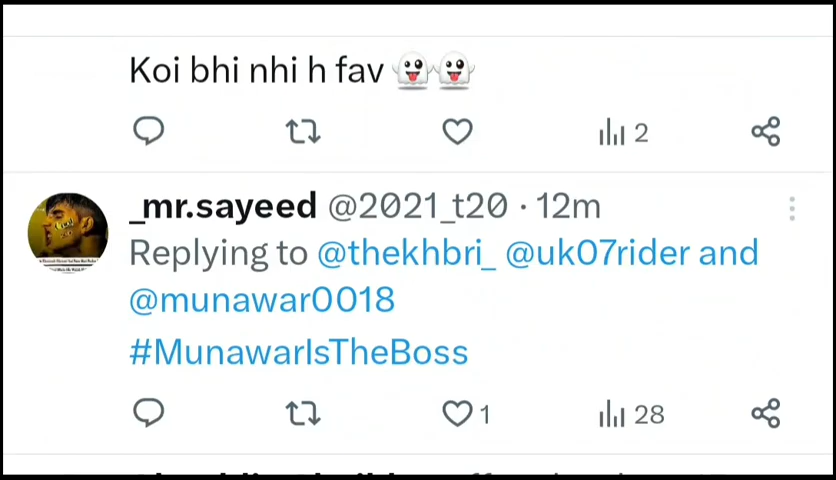 Koi bhi nhi h fav 👻👻
2
_mr.sayeed @2021_t20 · 12m
Replying to @thekhbri_ @uk07rider and
@munawar0018
#MunawarIsTheBoss
1 28